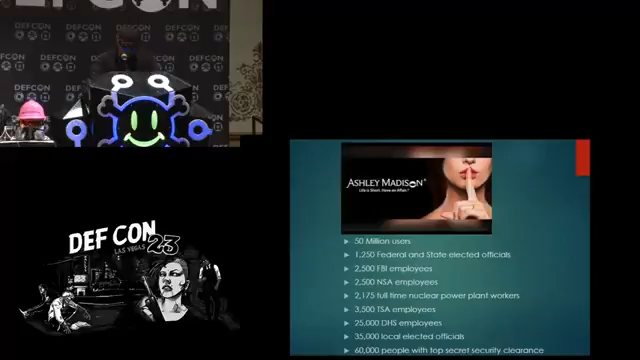 DEFCON
DEFCON
DEFCON
DEF CON 23
LAS VEGAS
ASHLEY MADISON®
Life is Short. Have an Affair.®
50 Million users
1,250 Federal and State elected officials
2,500 FBI employees
2,500 NSA employees
2,175 full time nuclear power plant workers
3,500 TSA employees
25,000 DHS employees
35,000 local elected officials
60,000 people with top secret security clearance